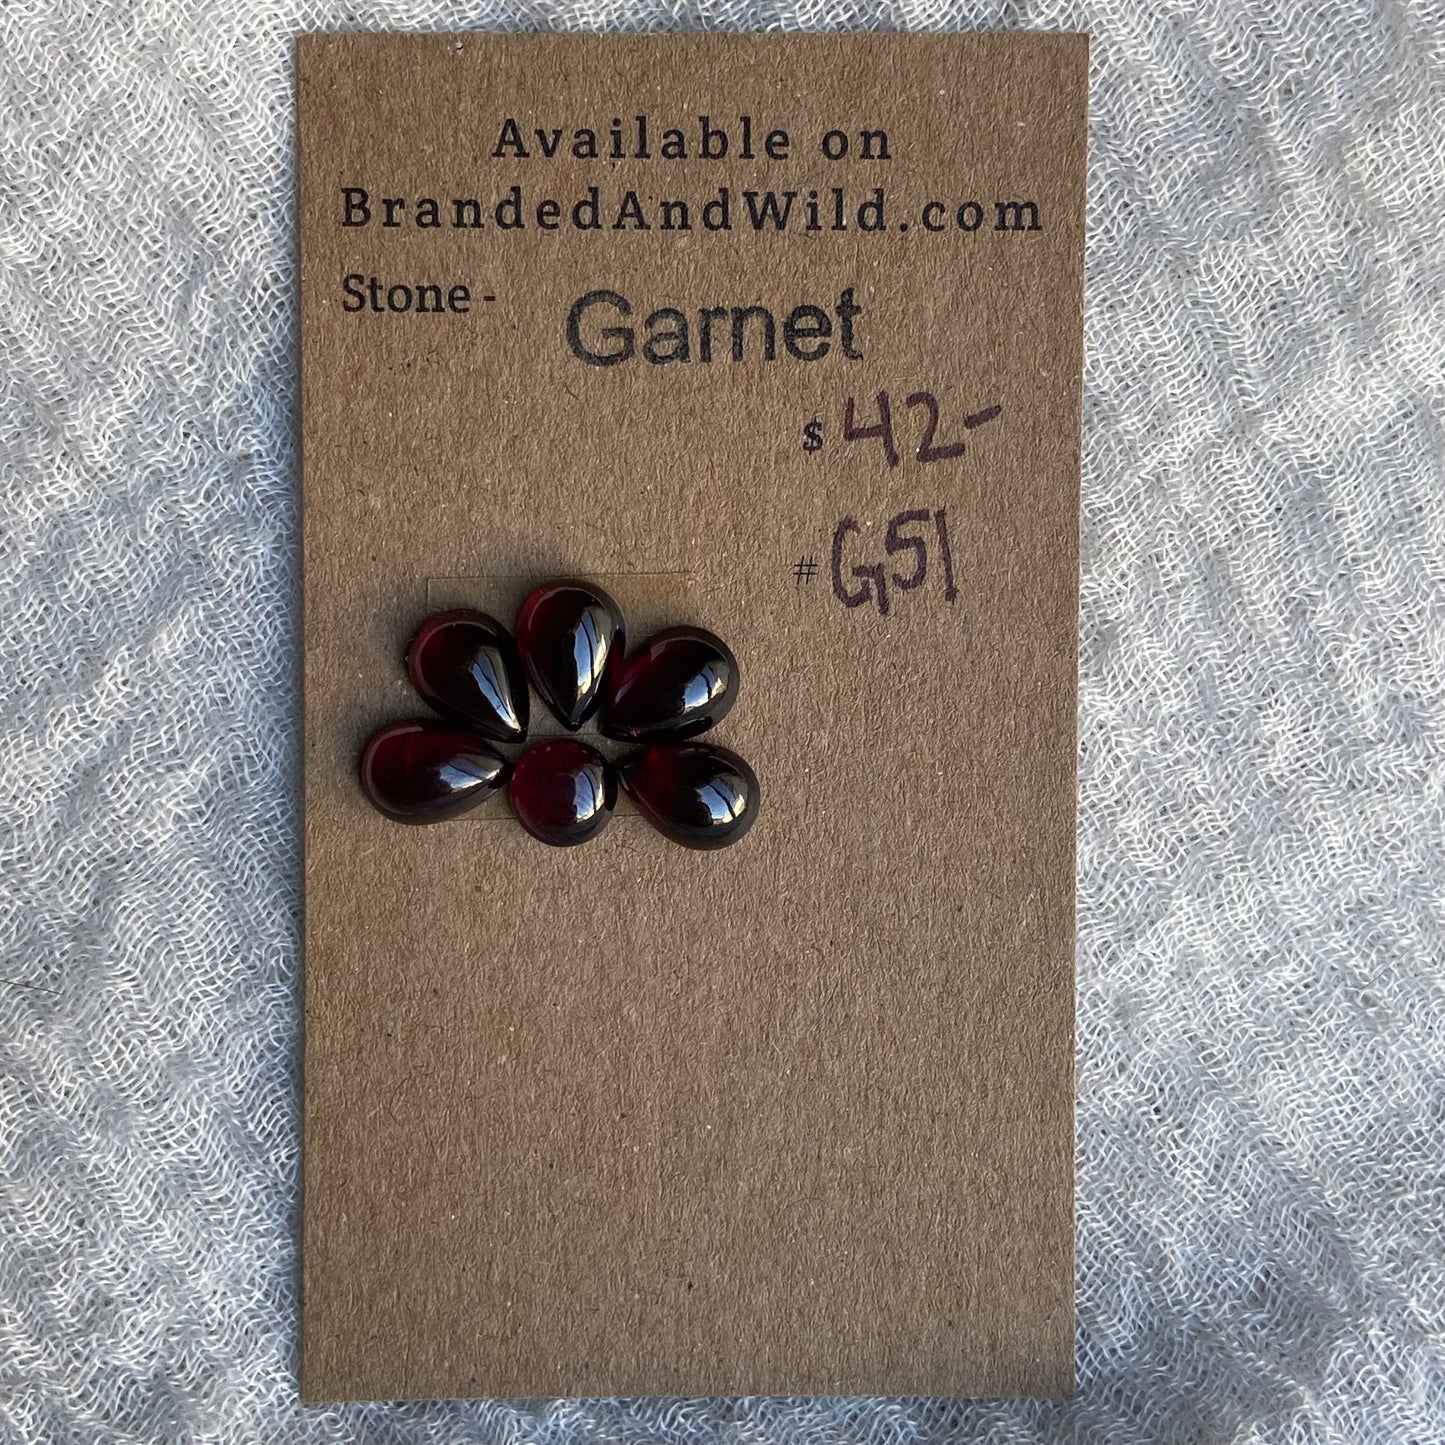 Available on
BrandedAndWild.com
Stone - Garnet
$ 42-
# G51